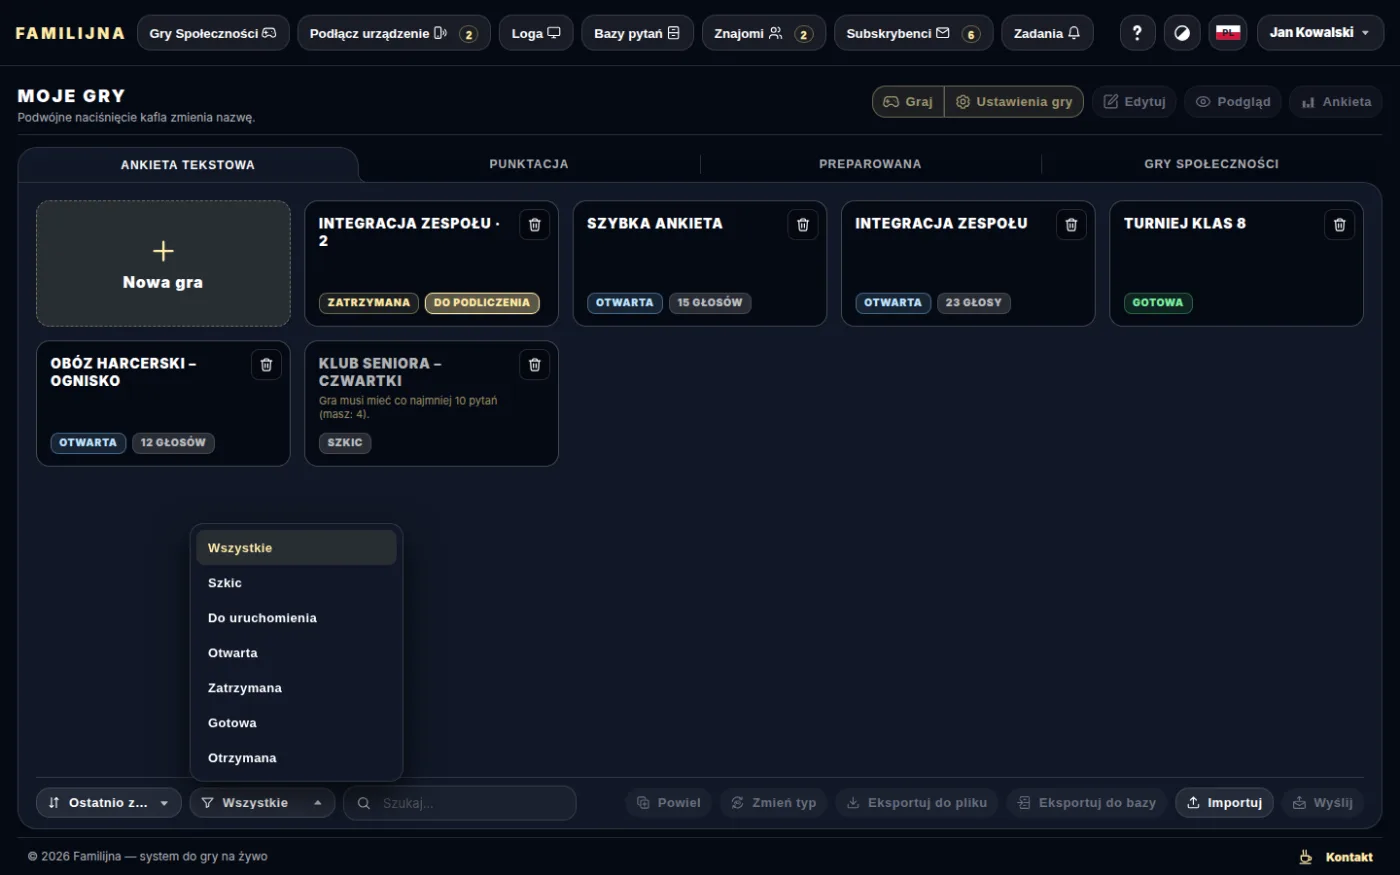 FAMILIJNA
Gry Społeczności
Podłącz urządzenie 2
Loga
Bazy pytań
Znajomi 2
Subskrybenci 6
Zadania
?
PL
Jan Kowalski
MOJE GRY
Podwójne naciśnięcie kafla zmienia nazwę.
Graj
Ustawienia gry
Edytuj
Podgląd
Ankieta
ANKIETA TEKSTOWA
PUNKTACJA
PREPAROWANA
GRY SPOŁECZNOŚCI
Nowa gra
INTEGRACJA ZESPOŁU ·
2
ZATRZYMANA
DO PODLICZENIA
SZYBKA ANKIETA
OTWARTA
15 GŁOSÓW
INTEGRACJA ZESPOŁU
OTWARTA
23 GŁOSY
TURNIEJ KLAS 8
GOTOWA
OBÓZ HARCERSKI –
OGNISKO
OTWARTA
12 GŁOSÓW
KLUB SENIORA –
CZWARTKI
Gra musi mieć co najmniej 10 pytań
(masz: 4).
SZKIC
Wszystkie
Szkic
Do uruchomienia
Otwarta
Zatrzymana
Gotowa
Otrzymana
Ostatnio z...
Wszystkie
Szukaj...
Powiel
Zmień typ
Eksportuj do pliku
Eksportuj do bazy
Importuj
Wyślij
© 2026 Familijna — system do gry na żywo
Kontakt